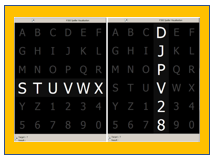 A B C D E F
G H I J K L
M N O P Q R
S T U V W X
Y Z 1 2 3 4
5 6 7 8 9 0
A B C D E F
G H I J K L
M N O P Q R
S T U V W X
Y Z 1 2 3 4
5 6 7 8 9 0